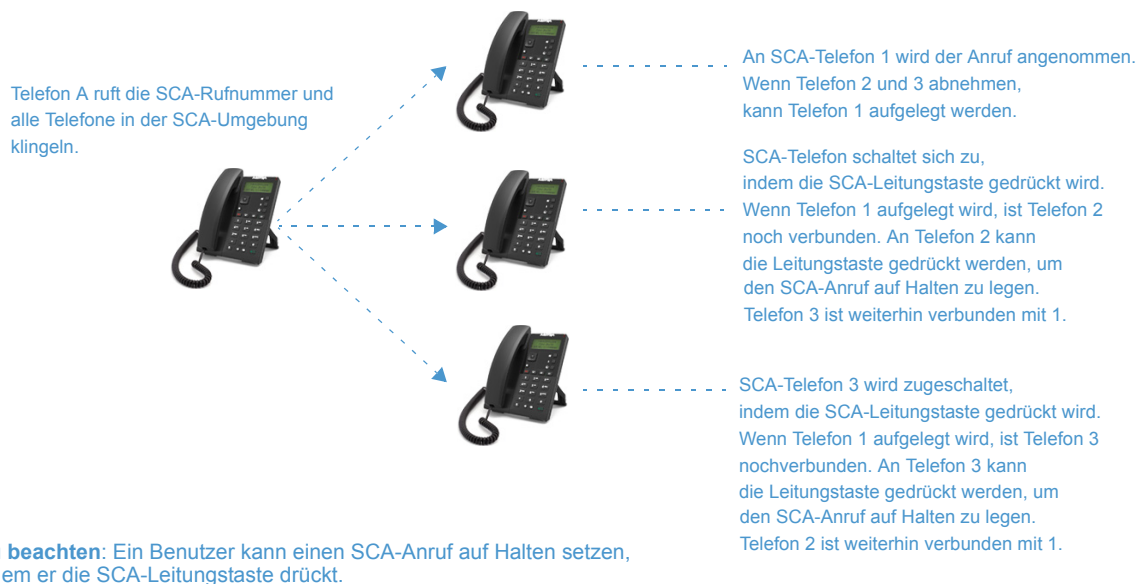 Telefon A ruft die SCA-Rufnummer und
alle Telefone in der SCA-Umgebung
klingeln.
An SCA-Telefon 1 wird der Anruf angenommen.
Wenn Telefon 2 und 3 abnehmen,
kann Telefon 1 aufgelegt werden.
SCA-Telefon schaltet sich zu,
indem die SCA-Leitungstaste gedrückt wird.
Wenn Telefon 1 aufgelegt wird, ist Telefon 2
noch verbunden. An Telefon 2 kann
die Leitungstaste gedrückt werden, um
den SCA-Anruf auf Halten zu legen.
Telefon 3 ist weiterhin verbunden mit 1.
SCA-Telefon 3 wird zugeschaltet,
indem die SCA-Leitungstaste gedrückt wird.
Wenn Telefon 1 aufgelegt wird, ist Telefon 3
nochverbunden. An Telefon 3 kann
die Leitungstaste gedrückt werden, um
den SCA-Anruf auf Halten zu legen.
Telefon 2 ist weiterhin verbunden mit 1.
beachten: Ein Benutzer kann einen SCA-Anruf auf Halten setzen,
em er die SCA-Leitungstaste drückt.